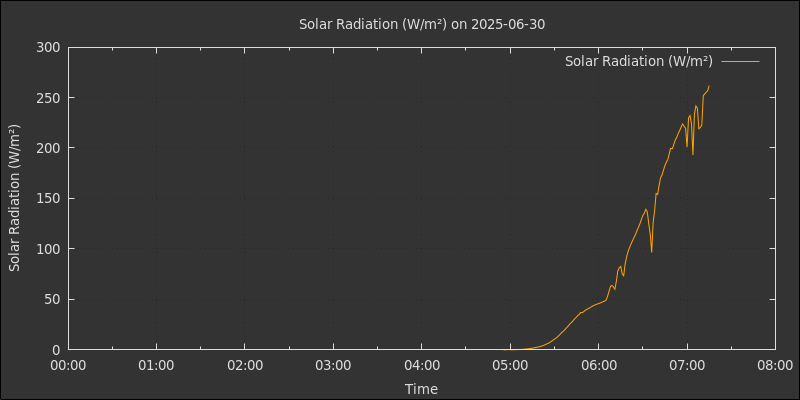 Solar Radiation (W/m²) on 2025-06-30
Solar Radiation (W/m²)
Solar Radiation (W/m²)
300
250
200
150
100
50
0
00:00 01:00 02:00 03:00 04:00 05:00 06:00 07:00 08:00
Time